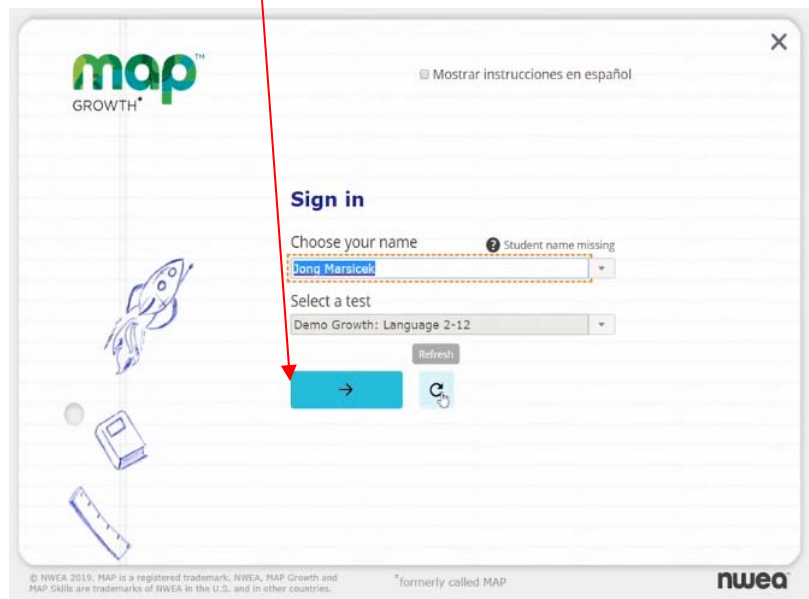 map™
GROWTH*
Mostrar instrucciones en español
Sign in
Choose your name
? Student name missing
Jong Marsicek
Select a test
Demo Growth: Language 2-12
Refresh
© NWEA 2019. MAP is a registered trademark. NWEA, MAP Growth and
MAP Skills are trademarks of NWEA in the U.S. and in other countries.
*formerly called MAP
nwea